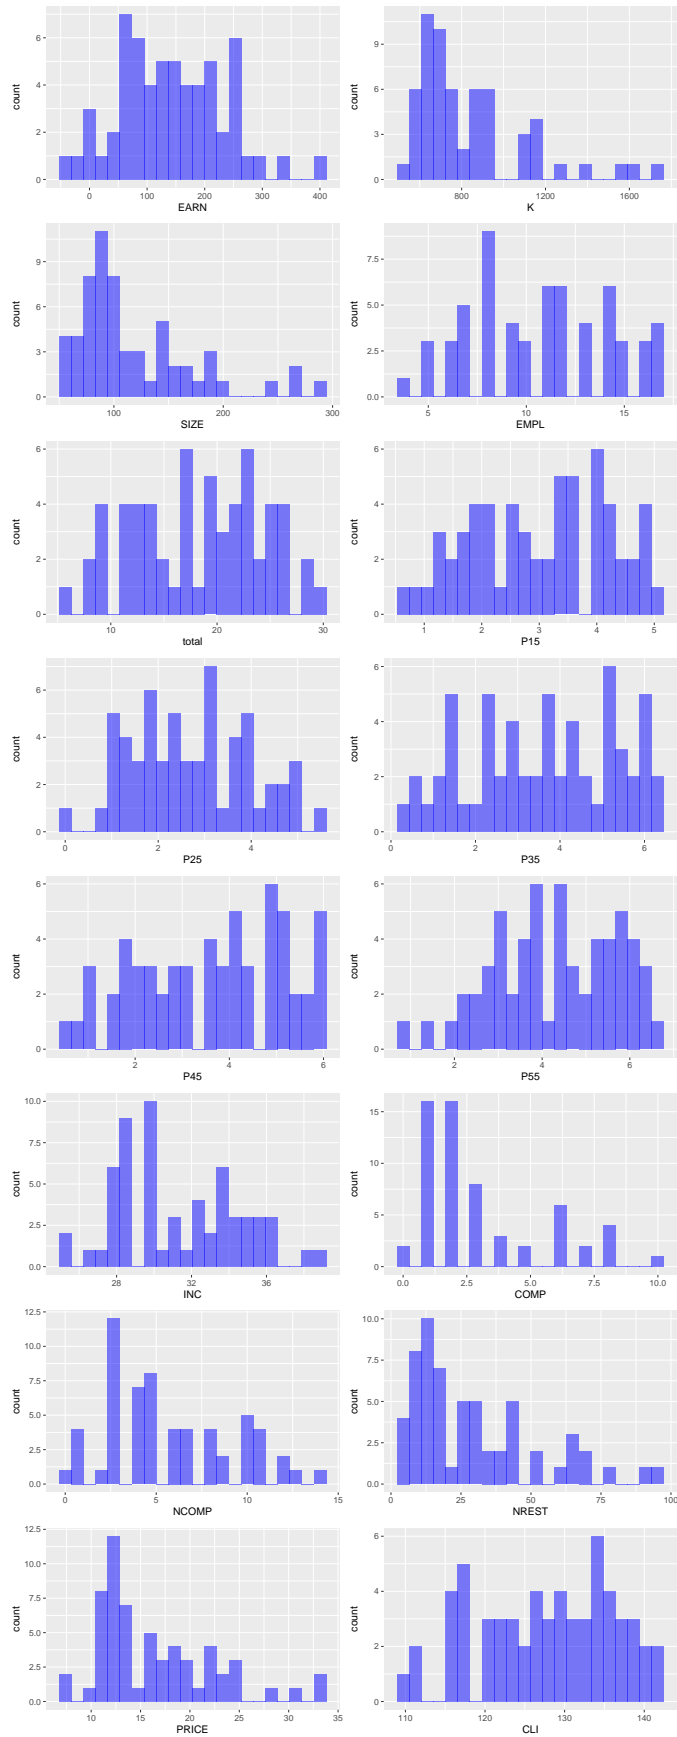 6
4
2
0
count
0 100 200 300 400
EARN
9
6
3
0
count
800 1200 1600
K
9
6
3
0
count
100 200 300
SIZE
7.5
5.0
2.5
0.0
count
5 10 15
EMPL
6
4
2
0
count
10 20 30
total
6
4
2
0
count
1 2 3 4 5
P15
6
4
2
0
count
0 2 4
P25
6
4
2
0
count
0 2 4 6
P35
6
4
2
0
count
2 4 6
P45
6
4
2
0
count
2 4 6
P55
10.0
7.5
5.0
2.5
0.0
count
28 32 36
INC
15
10
5
0
count
0.0 2.5 5.0 7.5 10.0
COMP
12.5
10.0
7.5
5.0
2.5
0.0
count
0 5 10 15
NCOMP
10.0
7.5
5.0
2.5
0.0
count
0 25 50 75 100
NREST
12.5
10.0
7.5
5.0
2.5
0.0
count
10 15 20 25 30 35
PRICE
6
4
2
0
count
110 120 130 140
CLI